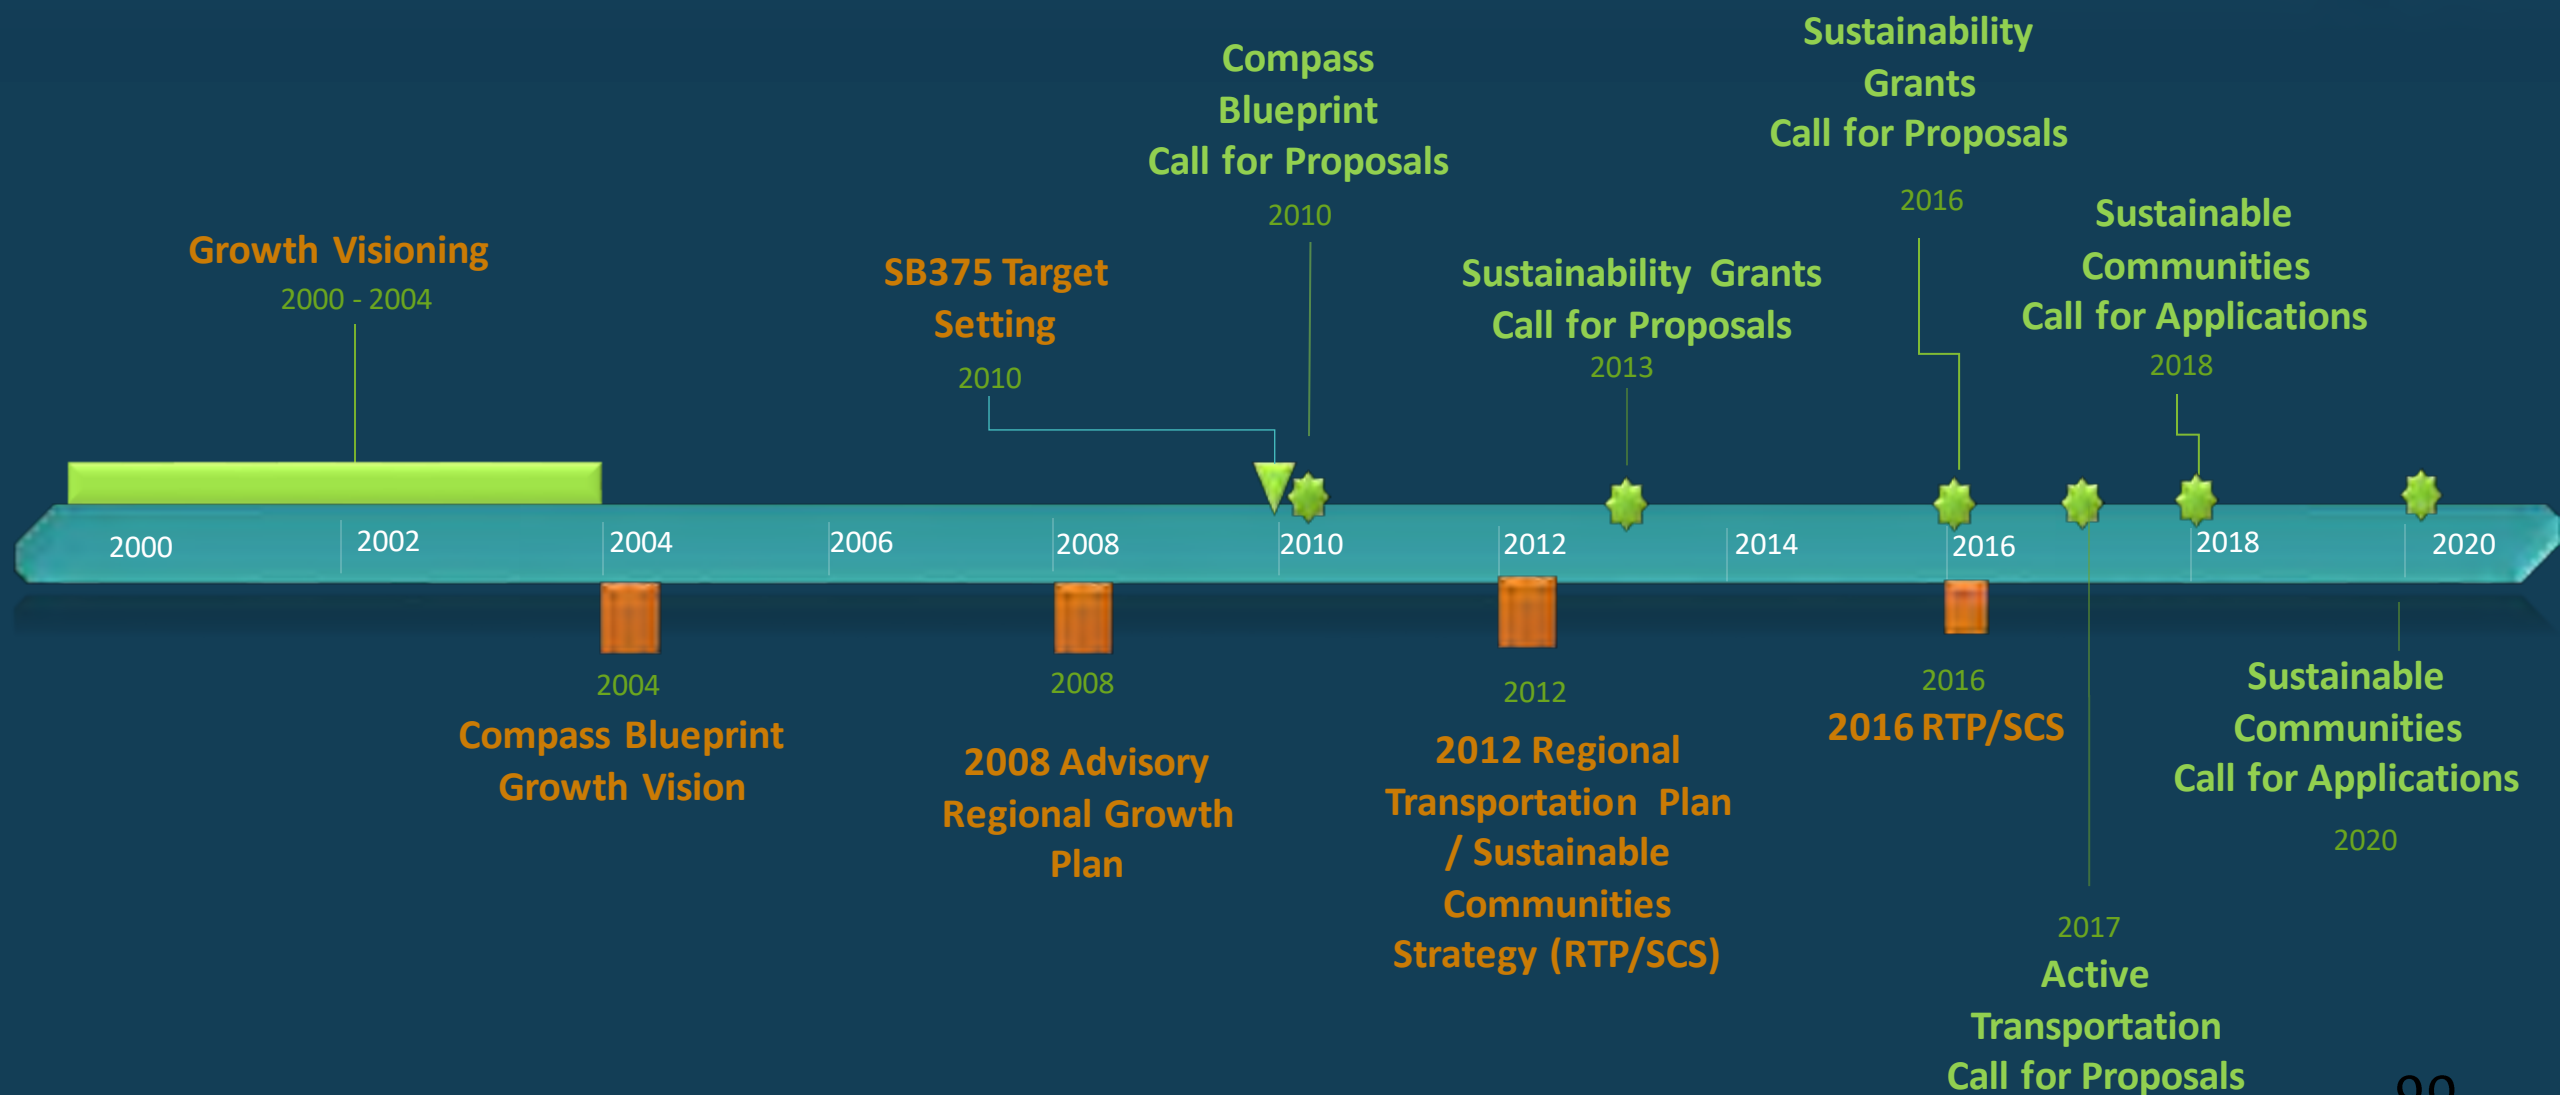 Growth Visioning
2000 - 2004
SB375 Target
Setting
2010
Compass
Blueprint
Call for Proposals
2010
Sustainability Grants
Call for Proposals
2013
Sustainability
Grants
Call for Proposals
2016
Sustainable
Communities
Call for Applications
2018
2000
2002
2004
2006
2008
2010
2012
2014
2016
2018
2020
2004
Compass Blueprint
Growth Vision
2008
2008 Advisory
Regional Growth
Plan
2012
2012 Regional
Transportation Plan
/ Sustainable
Communities
Strategy (RTP/SCS)
2016
2016 RTP/SCS
2017
Active
Transportation
Call for Proposals
Sustainable
Communities
Call for Applications
2020